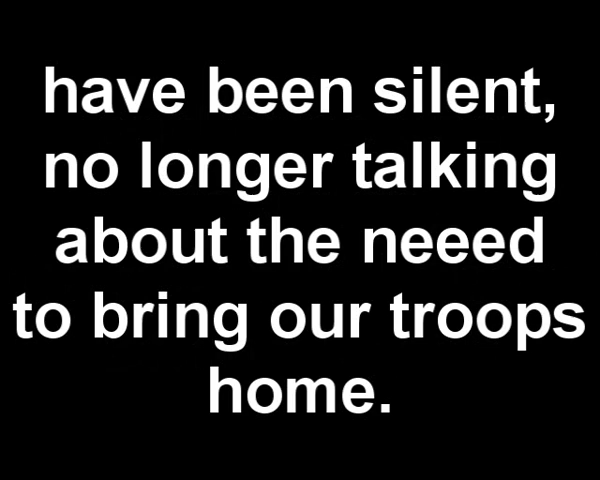 have been silent,
no longer talking
about the neeed
to bring our troops
home.